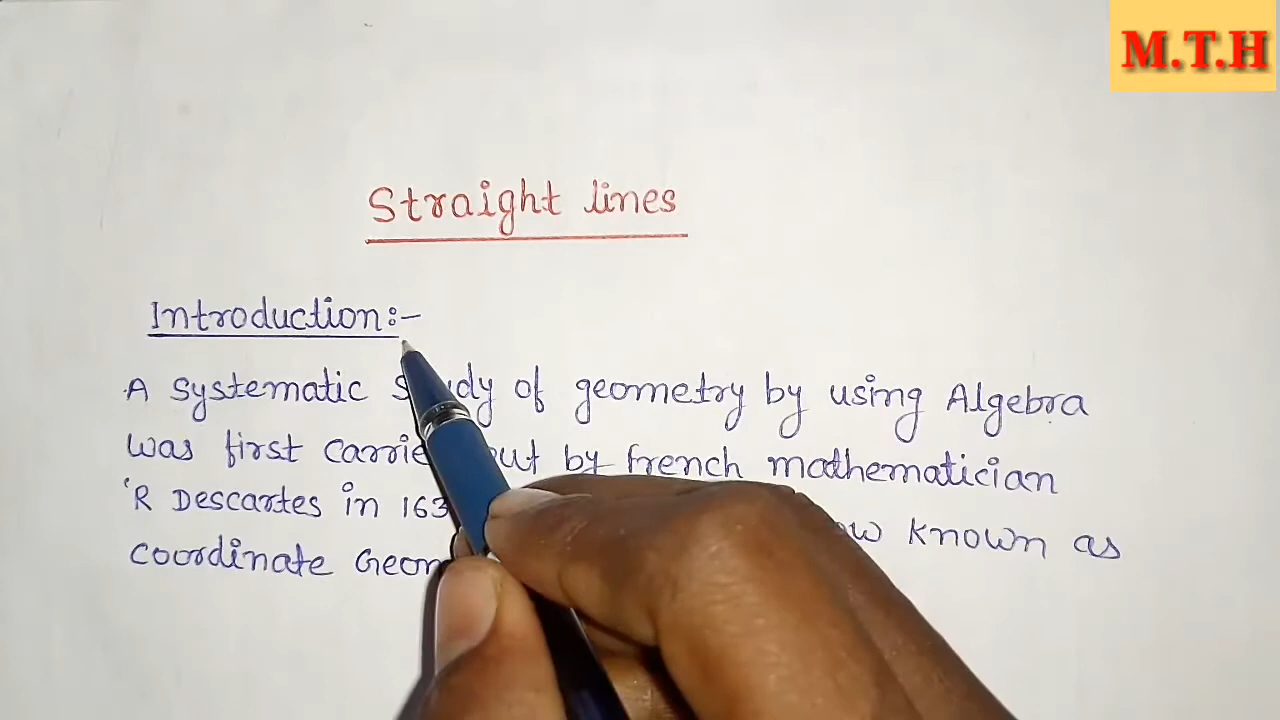 M.T.H
Straight lines
Introduction:-
A systematic of geometry by using Algebra
was first out by french mathematician
'R Descartes in known as
coordinate